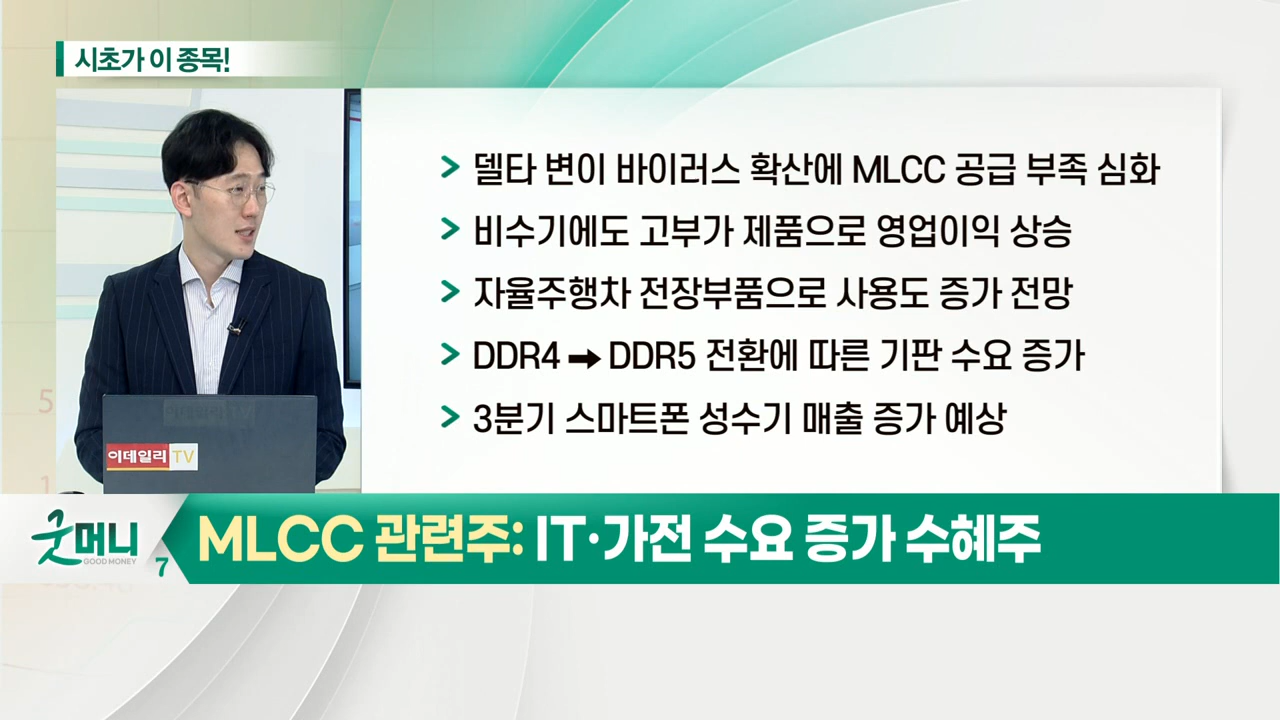 시초가 이 종목!
> 델타 변이 바이러스 확산에 MLCC 공급 부족 심화
> 비수기에도 고부가 제품으로 영업이익 상승
> 자율주행차 전장부품으로 사용도 증가 전망
> DDR4 ➡ DDR5 전환에 따른 기판 수요 증가
> 3분기 스마트폰 성수기 매출 증가 예상
이데일리 TV
굿머니
GOOD MONEY
7
MLCC 관련주: IT·가전 수요 증가 수혜주
5
1